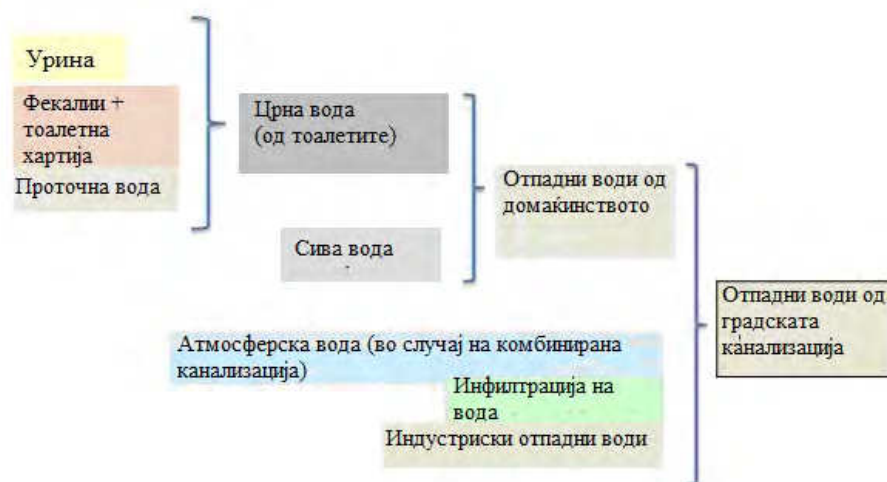 Урина
Фекалии +
тоалетна
хартија
Проточна вода
Црна вода
(од тоалетите)
Сива вода
Отпадни води од
домаќинството
Атмосферска вода (во случај на комбинирана
канализација)
Инфилтрација на
вода
Индустриски отпадни води
Отпадни води од
градската
канализација